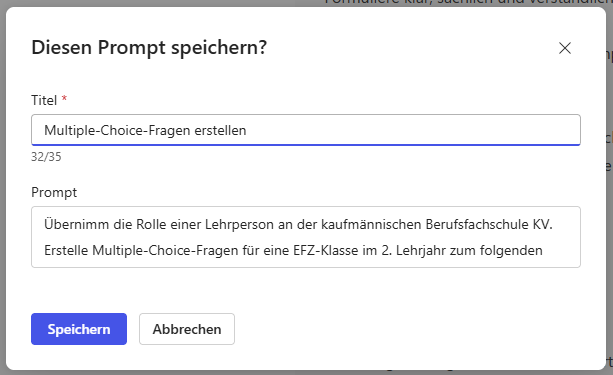 Formuliere klar, sachlich und verständlich
Diesen Prompt speichern?
Titel *
Multiple-Choice-Fragen erstellen
32/35
Prompt
Übernimm die Rolle einer Lehrperson an der kaufmännischen Berufsfachschule KV.
Erstelle Multiple-Choice-Fragen für eine EFZ-Klasse im 2. Lehrjahr zum folgenden
Speichern
Abbrechen